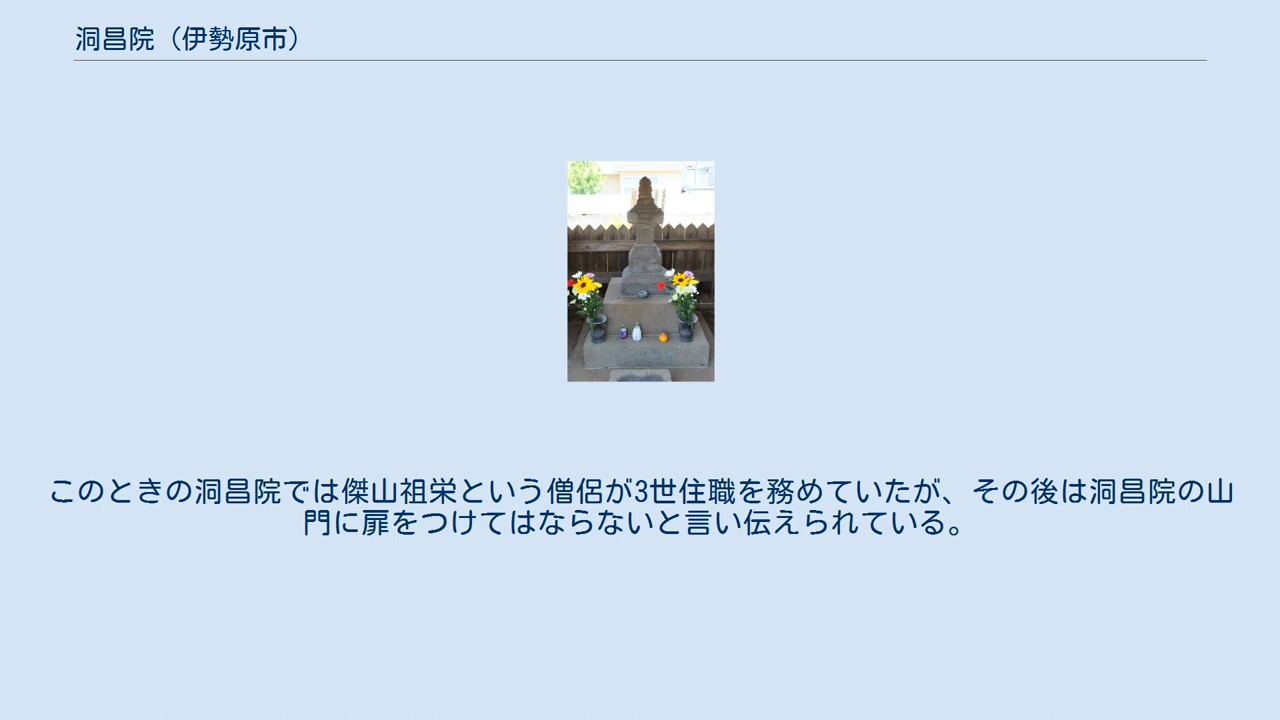 洞昌院（伊勢原市）
このときの洞昌院では傑山祖栄という僧侶が3世住職を務めていたが、その後は洞昌院の山
門に扉をつけてはならないと言い伝えられている。